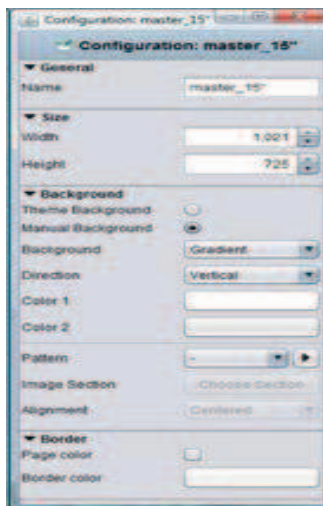 Configuration: master_15"
Configuration: master_15"
General
Name master_15"
Size
Width 1,021
Height 725
Background
Theme Background
Manual Background
Background Gradient
Direction Vertical
Color 1
Color 2
Pattern -
Image Section Choose Section
Alignment Centered
Border
Page color
Border color